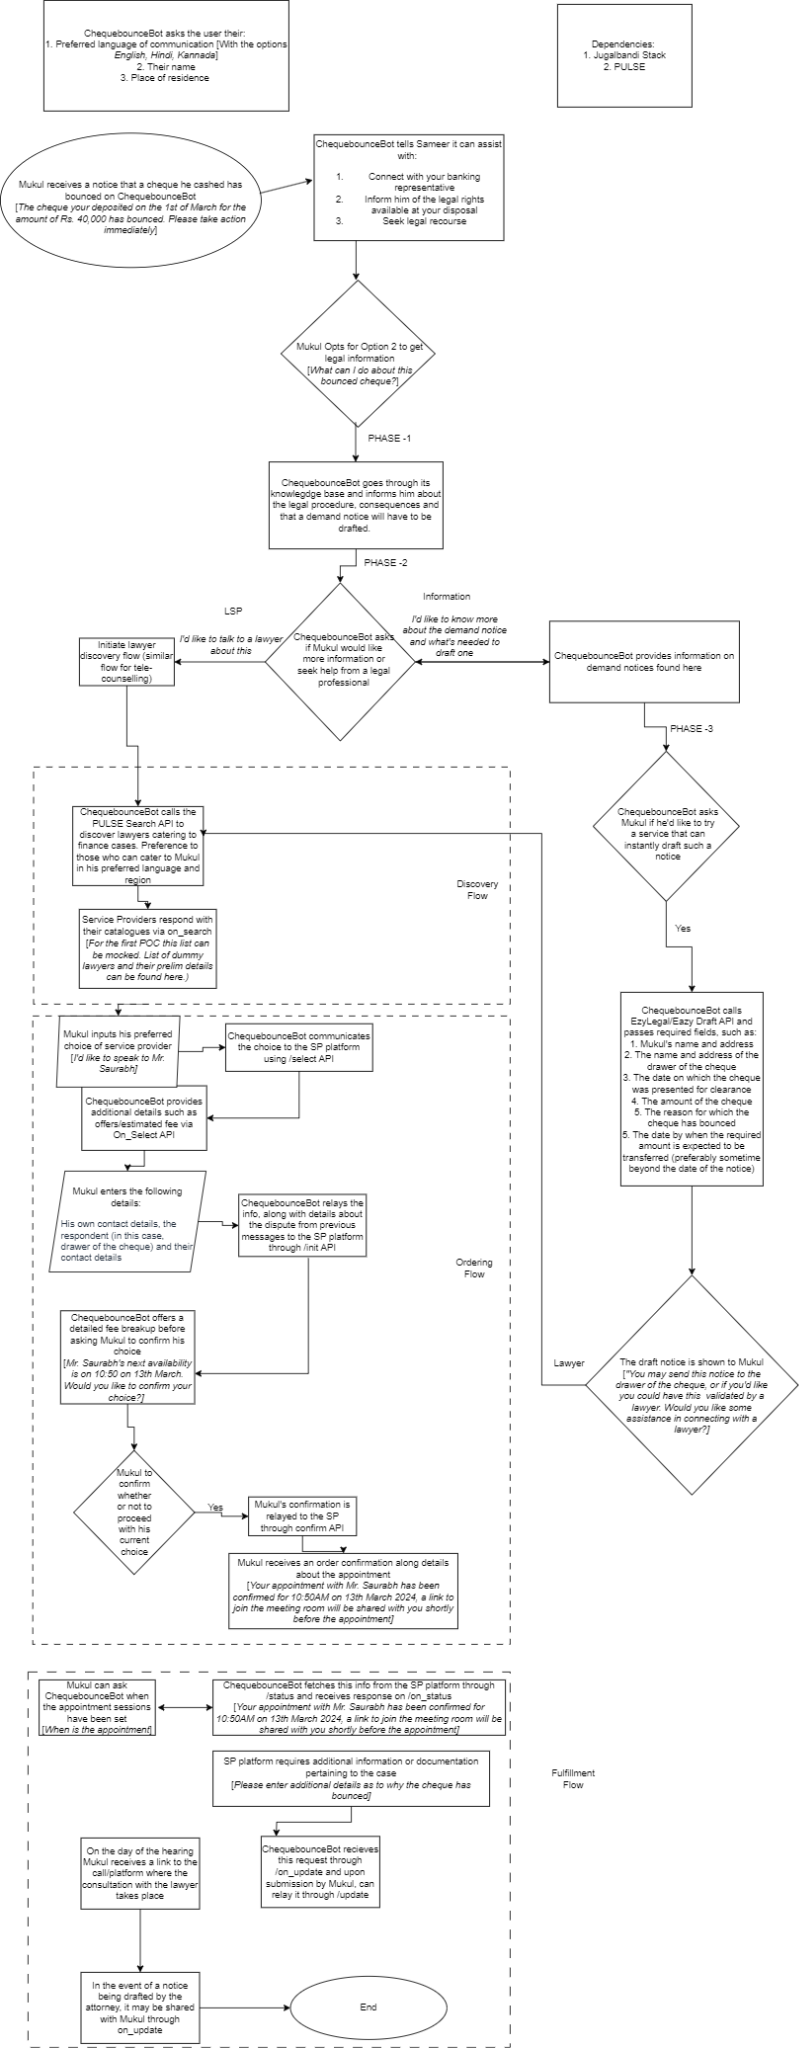 ChequebounceBot asks the user their:
1. Preferred language of communication [With the options
English, Hindi, Kannada]
2. Their name
3. Place of residence
Dependencies:
1. Jugalbandi Stack
2. PULSE
Mukul receives a notice that a cheque he cashed has
bounced on ChequebounceBot
[The cheque your deposited on the 1st of March for the
amount of Rs. 40,000 has bounced. Please take action
immediately]
ChequebounceBot tells Sameer it can assist
with:
1. Connect with your banking
representative
2. Inform him of the legal rights
available at your disposal
3. Seek legal recourse
Mukul Opts for Option 2 to get
legal information
[What can I do about this
bounced cheque?]
PHASE -1
ChequebounceBot goes through its
knowlegdge base and informs him about
the legal procedure, consequences and
that a demand notice will have to be
drafted.
PHASE -2
LSP
I'd like to talk to a lawyer
about this
Information
I'd like to know more
about the demand notice
and what's needed to
draft one
Initiate lawyer
discovery flow (similar
flow for tele-
counselling)
ChequebounceBot asks
if Mukul would like
more information or
seek help from a legal
professional
ChequebounceBot provides information on
demand notices found here
PHASE -3
ChequebounceBot asks
Mukul if he'd like to try
a service that can
instantly draft such a
notice
Yes
ChequebounceBot calls the
PULSE Search API to
discover lawyers catering to
finance cases. Preference to
those who can cater to Mukul
in his preferred language and
region
Discovery
Flow
Service Providers respond with
their catalogues via on_search
[For the first POC this list can
be mocked. List of dummy
lawyers and their prelim details
can be found here.)
ChequebounceBot calls
EzyLegal/Eazy Draft API and
passes required fields, such as:
1. Mukul's name and address
2. The name and address of the
drawer of the cheque
3. The date on which the cheque
was presented for clearance
4. The amount of the cheque
5. The reason for which the
cheque has bounced
5. The date by when the required
amount is expected to be
transferred (preferably sometime
beyond the date of the notice)
Mukul inputs his preferred
choice of service provider
[I'd like to speak to Mr.
Saurabh]
ChequebounceBot communicates
the choice to the SP platform
using /select API
ChequebounceBot provides
additional details such as
offers/estimated fee via
On_Select API
Mukul enters the following
details:
His own contact details, the
respondent (in this case,
drawer of the cheque) and their
contact details
ChequebounceBot relays the
info, along with details about
the dispute from previous
messages to the SP platform
through /init API
Ordering
Flow
ChequebounceBot offers a
detailed fee breakup before
asking Mukul to confirm his
choice
[Mr. Saurabh's next availability
is on 10:50 on 13th March.
Would you like to confirm your
choice?]
Lawyer
The draft notice is shown to Mukul
["You may send this notice to the
drawer of the cheque, or if you'd like
you could have this validated by a
lawyer. Would you like some
assistance in connecting with a
lawyer?]
Mukul to
confirm
whether
or not to
proceed with
his
current
choice
Yes
Mukul's confirmation is
relayed to the SP
through confirm API
Mukul receives an order confirmation along details
about the appointment
[Your appointment with Mr. Saurabh has been
confirmed for 10:50AM on 13th March 2024, a link to
join the meeting room will be shared with you shortly
before the appointment]
Mukul can ask
ChequebounceBot when
the appointment sessions
have been set
[When is the appointment]
ChequebounceBot fetches this info from the SP platform through
/status and receives response on /on_status
[Your appointment with Mr. Saurabh has been confirmed for
10:50AM on 13th March 2024, a link to join the meeting room will be
shared with you shortly before the appointment]
SP platform requires additional information or documentation
pertaining to the case
[Please enter additional details as to why the cheque has
bounced]
Fulfillment
Flow
On the day of the hearing
Mukul receives a link to the
call/platform where the
consultation with the lawyer
takes place
ChequebounceBot recieves
this request through
/on_update and upon
submission by Mukul, can
relay it through /update
In the event of a notice
being drafted by the
attorney, it may be shared
with Mukul through
on_update
End